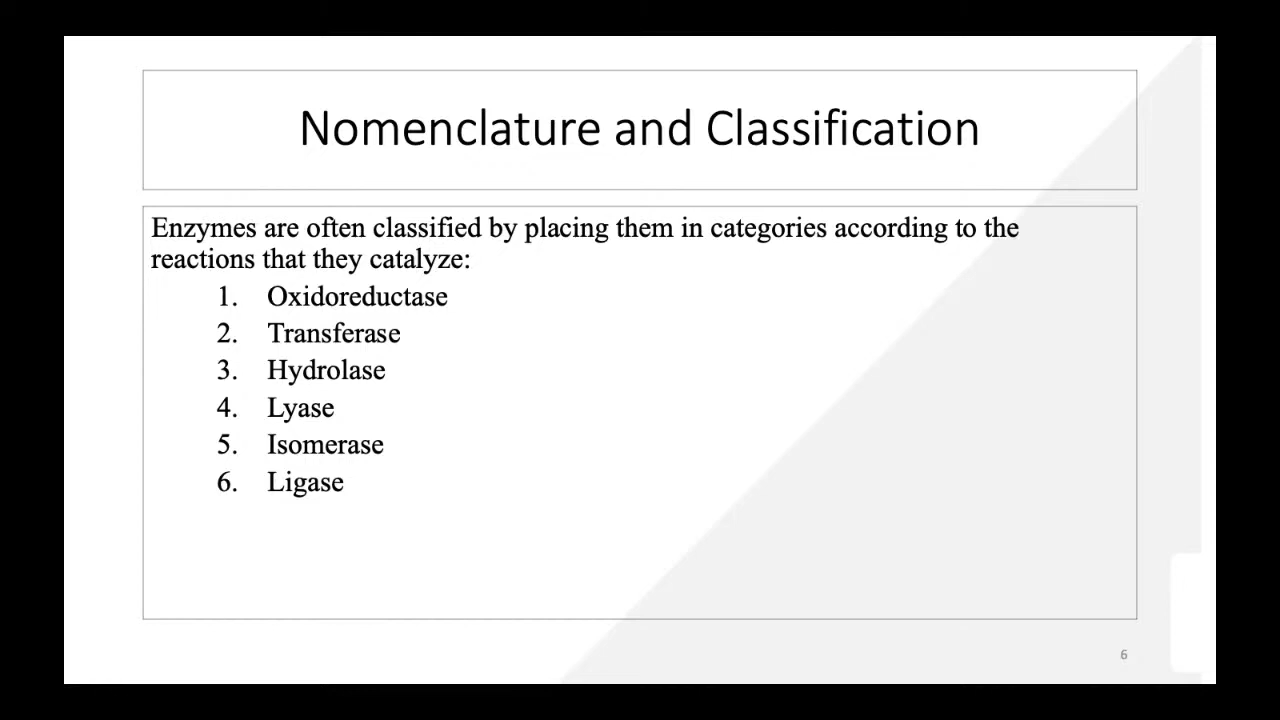 Nomenclature and Classification
Enzymes are often classified by placing them in categories according to the
reactions that they catalyze:
1. Oxidoreductase
2. Transferase
3. Hydrolase
4. Lyase
5. Isomerase
6. Ligase
6